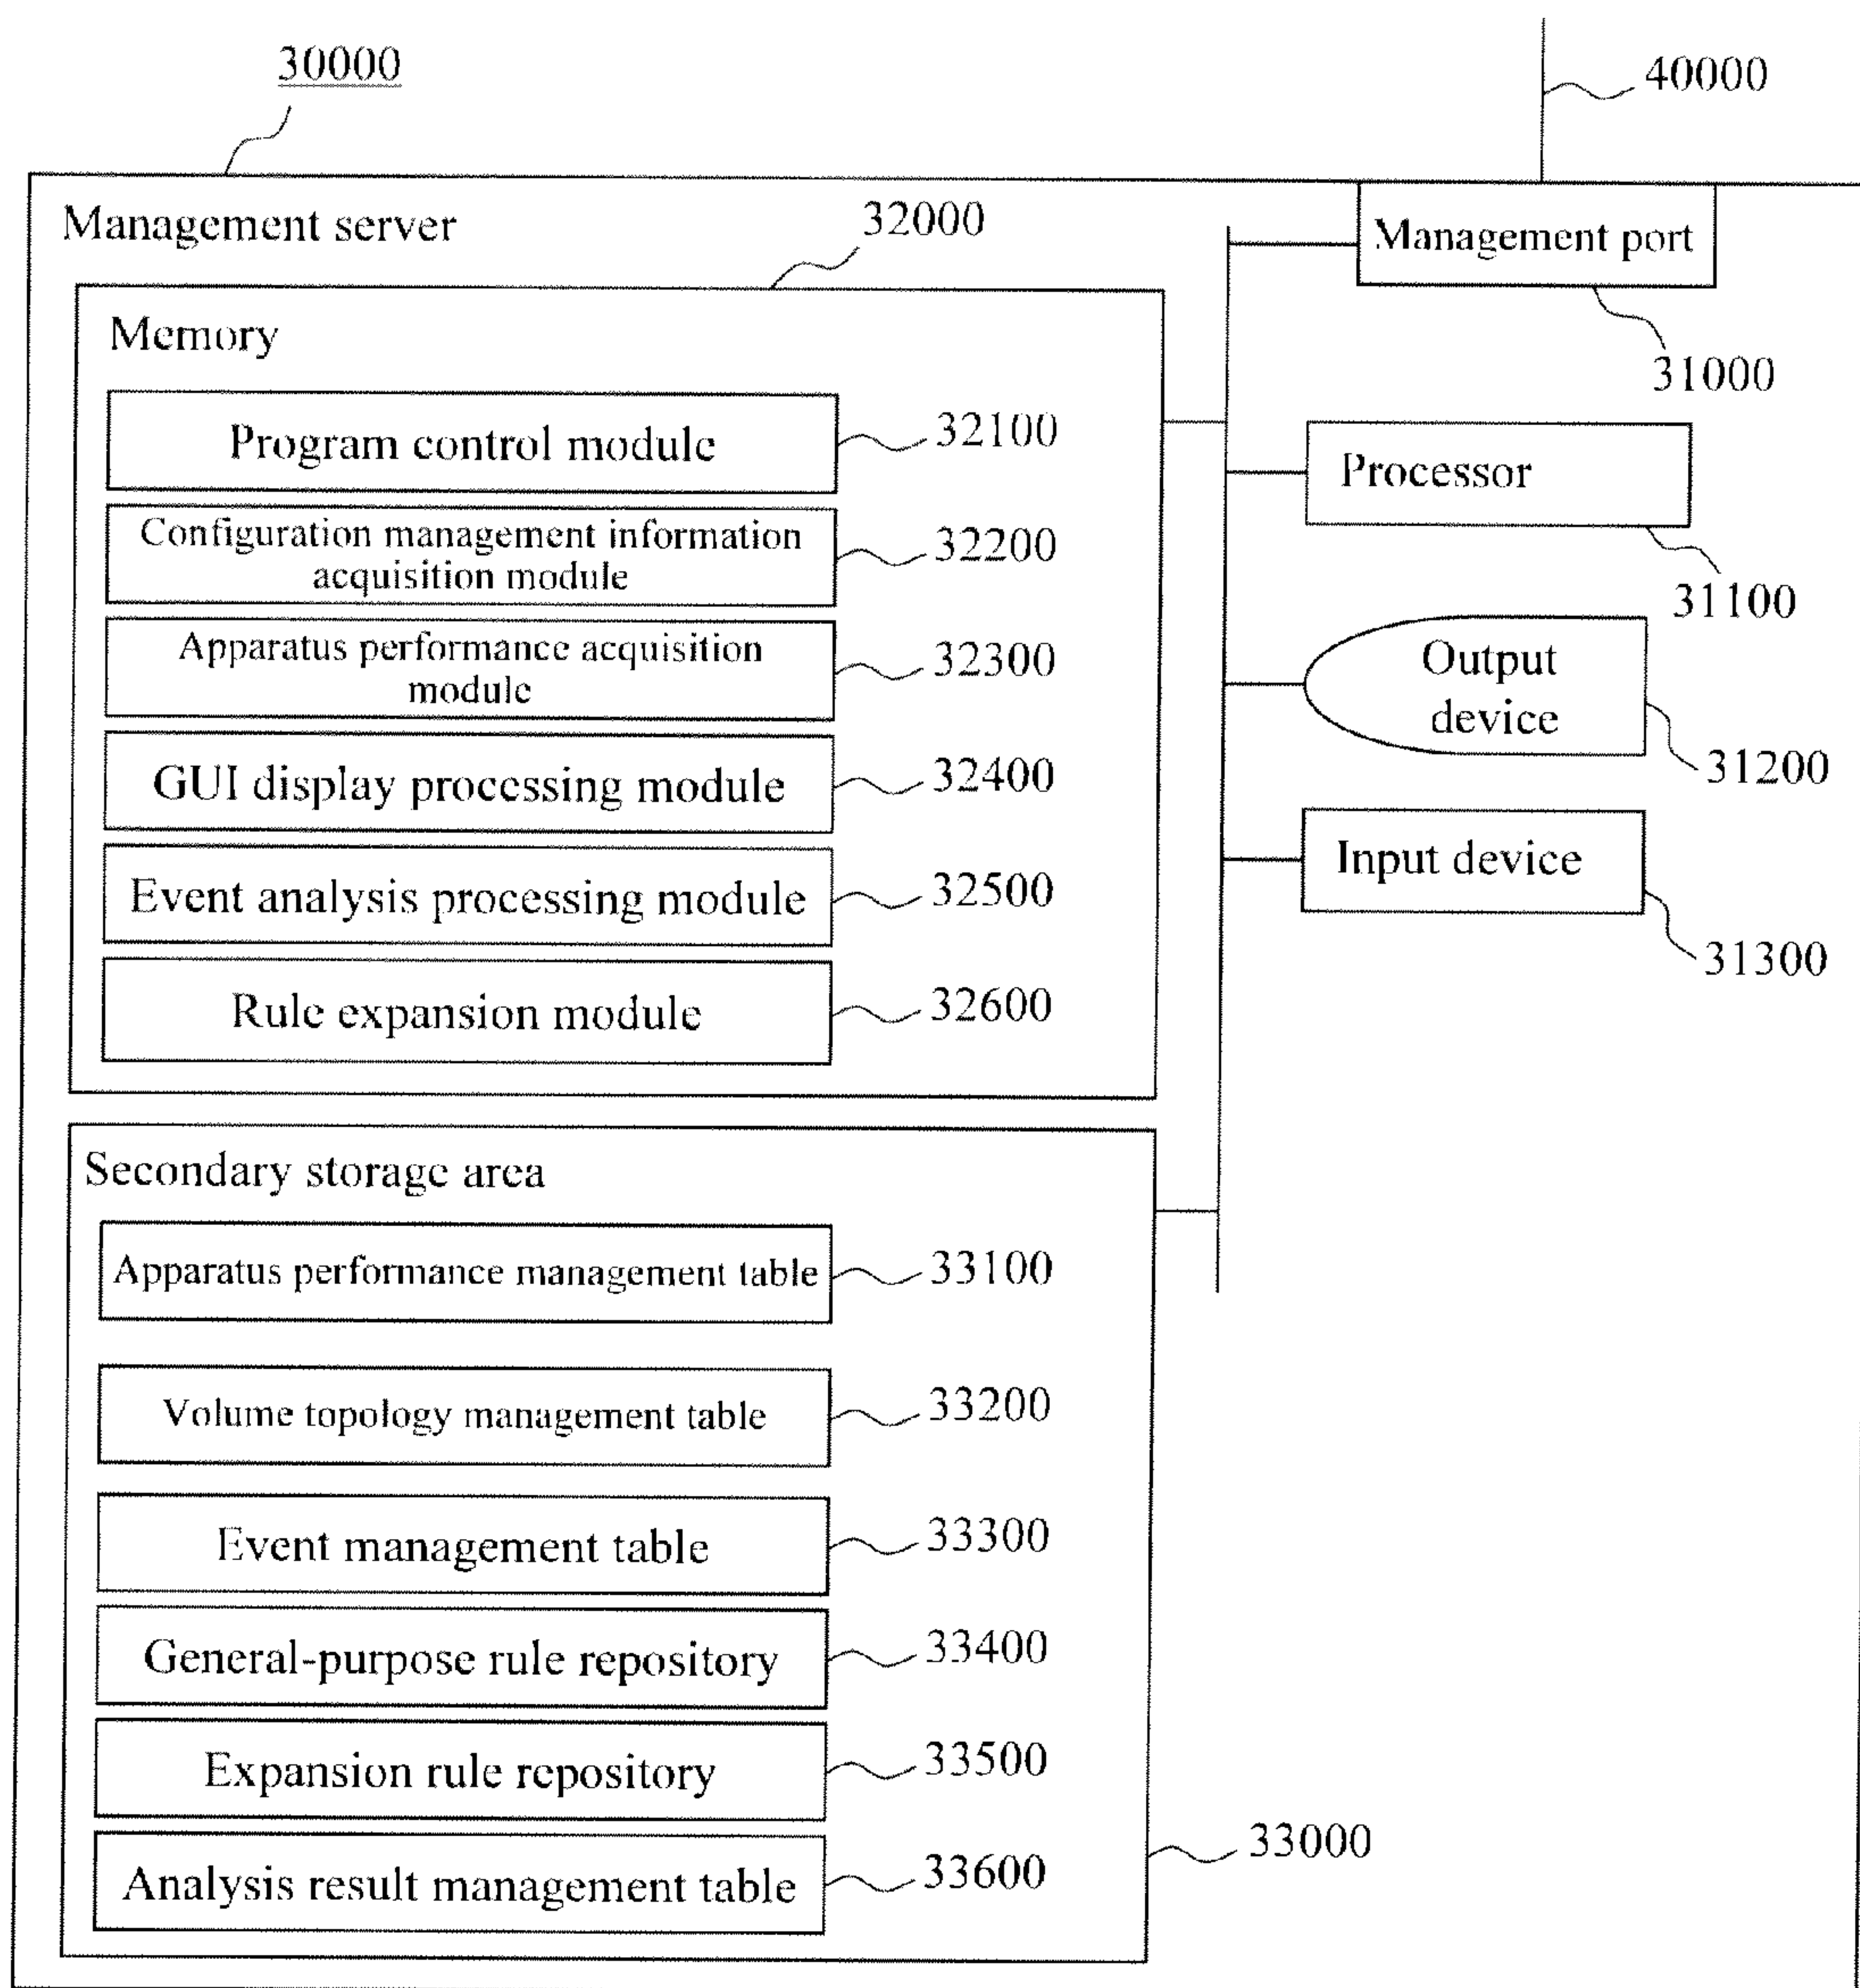 30000
40000
Management server
32000
Management port
31000
Memory
Program control module
32100
Configuration management information
acquisition module
32200
Apparatus performance acquisition
module
32300
GUI display processing module
32400
Event analysis processing module
32500
Rule expansion module
32600
Processor
31100
Output
device
31200
Input device
31300
Secondary storage area
Apparatus performance management table
33100
Volume topology management table
33200
Event management table
33300
General-purpose rule repository
33400
Expansion rule repository
33500
33000
Analysis result management table
33600